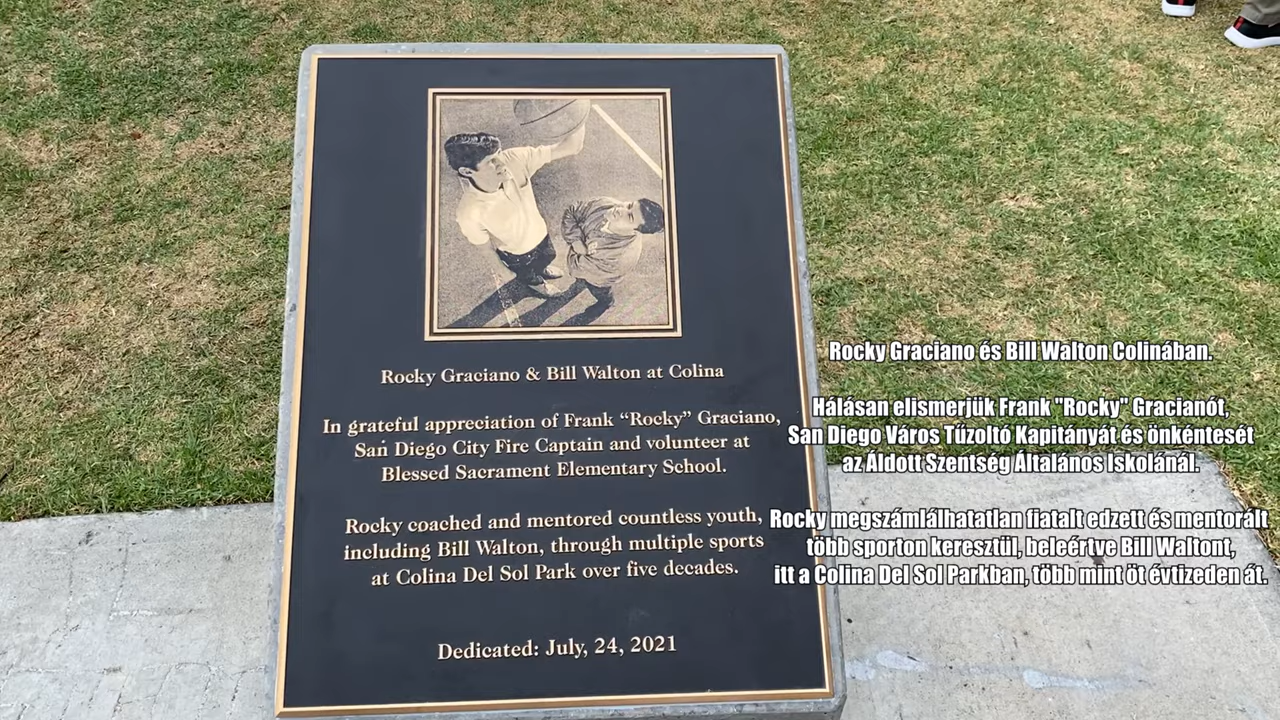 Rocky Graciano & Bill Walton at Colina
In grateful appreciation of Frank “Rocky” Graciano,
San Diego City Fire Captain and volunteer at
Blessed Sacrament Elementary School.
Rocky coached and mentored countless youth,
including Bill Walton, through multiple sports
at Colina Del Sol Park over five decades.
Dedicated: July, 24, 2021
Rocky Graciano és Bill Walton Colinában.
Hálásan elismerjük Frank "Rocky" Gracianót,
San Diego Város Tűzoltó Kapitányát és önkéntesét
az Áldott Szentség Általános Iskolánál.
Rocky megszámlálhatatlan fiatalt edzett és mentorált
több sporton keresztül, beleértve Bill Waltont,
itt a Colina Del Sol Parkban, több mint öt évtizeden át.